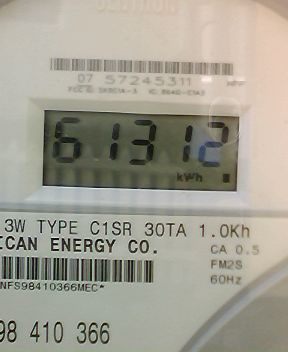 07 57245311
61312
kWh
3W TYPE C1SR 30TA 1.0Kh
ICAN ENERGY CO.
CA 0.5
FM2S
60Hz
NFS98410366MEC*
98 410 366